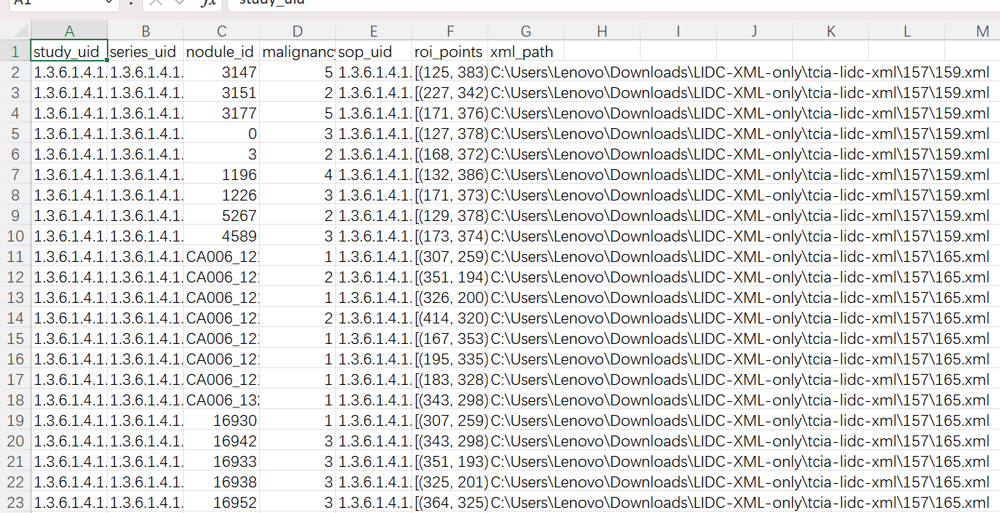 A1 fx study_uid
A B C D E F G H I J K L M
1 study_uid series_uid nodule_id malignancy sop_uid roi_points xml_path
2 1.3.6.1.4.1. 1.3.6.1.4.1. 3147 5 1.3.6.1.4.1. [(125, 383) C:\Users\Lenovo\Downloads\LIDC-XML-only\tcia-lidc-xml\157\159.xml
3 1.3.6.1.4.1. 1.3.6.1.4.1. 3151 2 1.3.6.1.4.1. [(227, 342) C:\Users\Lenovo\Downloads\LIDC-XML-only\tcia-lidc-xml\157\159.xml
4 1.3.6.1.4.1. 1.3.6.1.4.1. 3177 5 1.3.6.1.4.1. [(171, 376) C:\Users\Lenovo\Downloads\LIDC-XML-only\tcia-lidc-xml\157\159.xml
5 1.3.6.1.4.1. 1.3.6.1.4.1. 0 3 1.3.6.1.4.1. [(127, 378) C:\Users\Lenovo\Downloads\LIDC-XML-only\tcia-lidc-xml\157\159.xml
6 1.3.6.1.4.1. 1.3.6.1.4.1. 3 2 1.3.6.1.4.1. [(168, 372) C:\Users\Lenovo\Downloads\LIDC-XML-only\tcia-lidc-xml\157\159.xml
7 1.3.6.1.4.1. 1.3.6.1.4.1. 1196 4 1.3.6.1.4.1. [(132, 386) C:\Users\Lenovo\Downloads\LIDC-XML-only\tcia-lidc-xml\157\159.xml
8 1.3.6.1.4.1. 1.3.6.1.4.1. 1226 3 1.3.6.1.4.1. [(171, 373) C:\Users\Lenovo\Downloads\LIDC-XML-only\tcia-lidc-xml\157\159.xml
9 1.3.6.1.4.1. 1.3.6.1.4.1. 5267 2 1.3.6.1.4.1. [(129, 378) C:\Users\Lenovo\Downloads\LIDC-XML-only\tcia-lidc-xml\157\159.xml
10 1.3.6.1.4.1. 1.3.6.1.4.1. 4589 3 1.3.6.1.4.1. [(173, 374) C:\Users\Lenovo\Downloads\LIDC-XML-only\tcia-lidc-xml\157\159.xml
11 1.3.6.1.4.1. 1.3.6.1.4.1. CA006_12 1 1.3.6.1.4.1. [(307, 259) C:\Users\Lenovo\Downloads\LIDC-XML-only\tcia-lidc-xml\157\165.xml
12 1.3.6.1.4.1. 1.3.6.1.4.1. CA006_12 2 1.3.6.1.4.1. [(351, 194) C:\Users\Lenovo\Downloads\LIDC-XML-only\tcia-lidc-xml\157\165.xml
13 1.3.6.1.4.1. 1.3.6.1.4.1. CA006_12 1 1.3.6.1.4.1. [(326, 200) C:\Users\Lenovo\Downloads\LIDC-XML-only\tcia-lidc-xml\157\165.xml
14 1.3.6.1.4.1. 1.3.6.1.4.1. CA006_12 2 1.3.6.1.4.1. [(414, 320) C:\Users\Lenovo\Downloads\LIDC-XML-only\tcia-lidc-xml\157\165.xml
15 1.3.6.1.4.1. 1.3.6.1.4.1. CA006_12 1 1.3.6.1.4.1. [(167, 353) C:\Users\Lenovo\Downloads\LIDC-XML-only\tcia-lidc-xml\157\165.xml
16 1.3.6.1.4.1. 1.3.6.1.4.1. CA006_12 1 1.3.6.1.4.1. [(195, 335) C:\Users\Lenovo\Downloads\LIDC-XML-only\tcia-lidc-xml\157\165.xml
17 1.3.6.1.4.1. 1.3.6.1.4.1. CA006_12 1 1.3.6.1.4.1. [(183, 328) C:\Users\Lenovo\Downloads\LIDC-XML-only\tcia-lidc-xml\157\165.xml
18 1.3.6.1.4.1. 1.3.6.1.4.1. CA006_13 1 1.3.6.1.4.1. [(343, 298) C:\Users\Lenovo\Downloads\LIDC-XML-only\tcia-lidc-xml\157\165.xml
19 1.3.6.1.4.1. 1.3.6.1.4.1. 16930 1 1.3.6.1.4.1. [(307, 259) C:\Users\Lenovo\Downloads\LIDC-XML-only\tcia-lidc-xml\157\165.xml
20 1.3.6.1.4.1. 1.3.6.1.4.1. 16942 3 1.3.6.1.4.1. [(343, 298) C:\Users\Lenovo\Downloads\LIDC-XML-only\tcia-lidc-xml\157\165.xml
21 1.3.6.1.4.1. 1.3.6.1.4.1. 16933 3 1.3.6.1.4.1. [(351, 193) C:\Users\Lenovo\Downloads\LIDC-XML-only\tcia-lidc-xml\157\165.xml
22 1.3.6.1.4.1. 1.3.6.1.4.1. 16938 3 1.3.6.1.4.1. [(325, 201) C:\Users\Lenovo\Downloads\LIDC-XML-only\tcia-lidc-xml\157\165.xml
23 1.3.6.1.4.1. 1.3.6.1.4.1. 16952 3 1.3.6.1.4.1. [(364, 325) C:\Users\Lenovo\Downloads\LIDC-XML-only\tcia-lidc-xml\157\165.xml